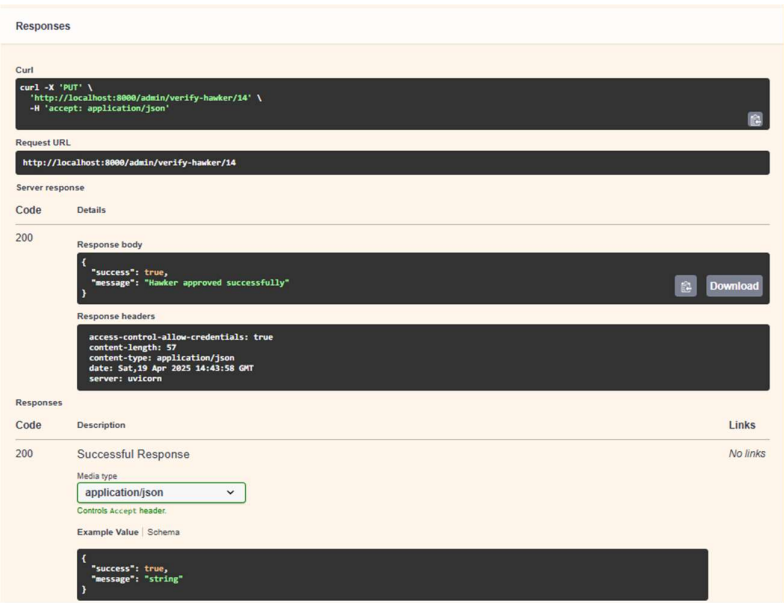 Responses
Curl
curl -X 'PUT' \
  'http://localhost:8000/admin/verify-hawker/14' \
  -H 'accept: application/json'
Request URL
http://localhost:8000/admin/verify-hawker/14
Server response
Code Details
200
Response body
{
  "success": true,
  "message": "Hawker approved successfully"
}
Download
Response headers
access-control-allow-credentials: true
content-length: 57
content-type: application/json
date: Sat,19 Apr 2025 14:43:58 GMT
server: uvicorn
Responses
Code Description Links
200 Successful Response No links
Media type
application/json
Controls Accept header.
Example Value | Schema
{
  "success": true,
  "message": "string"
}